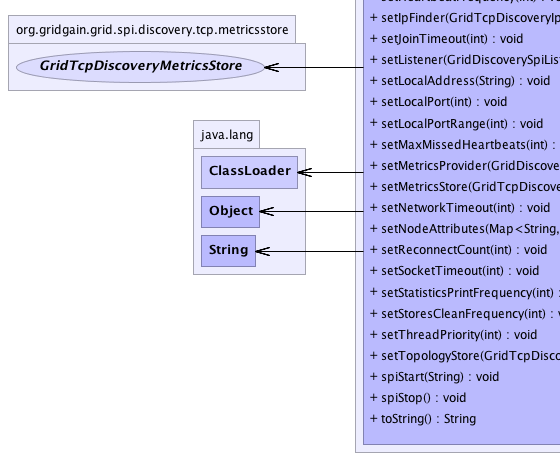 org.gridgain.grid.spi.discovery.tcp.metricsstore
GridTcpDiscoveryMetricsStore
java.lang
ClassLoader
Object
String
+ setIpFinder(GridTcpDiscoveryIp
+ setJoinTimeout(int) : void
+ setListener(GridDiscoverySpiList
+ setLocalAddress(String) : void
+ setLocalPort(int) : void
+ setLocalPortRange(int) : void
+ setMaxMissedHeartbeats(int) :
+ setMetricsProvider(GridDiscove
+ setMetricsStore(GridTcpDiscove
+ setNetworkTimeout(int) : void
+ setNodeAttributes(Map<String,
+ setReconnectCount(int) : void
+ setSocketTimeout(int) : void
+ setStatisticsPrintFrequency(int) :
+ setStoresCleanFrequency(int) : v
+ setThreadPriority(int) : void
+ setTopologyStore(GridTcpDisco
+ spiStart(String) : void
+ spiStop() : void
+ toString() : String